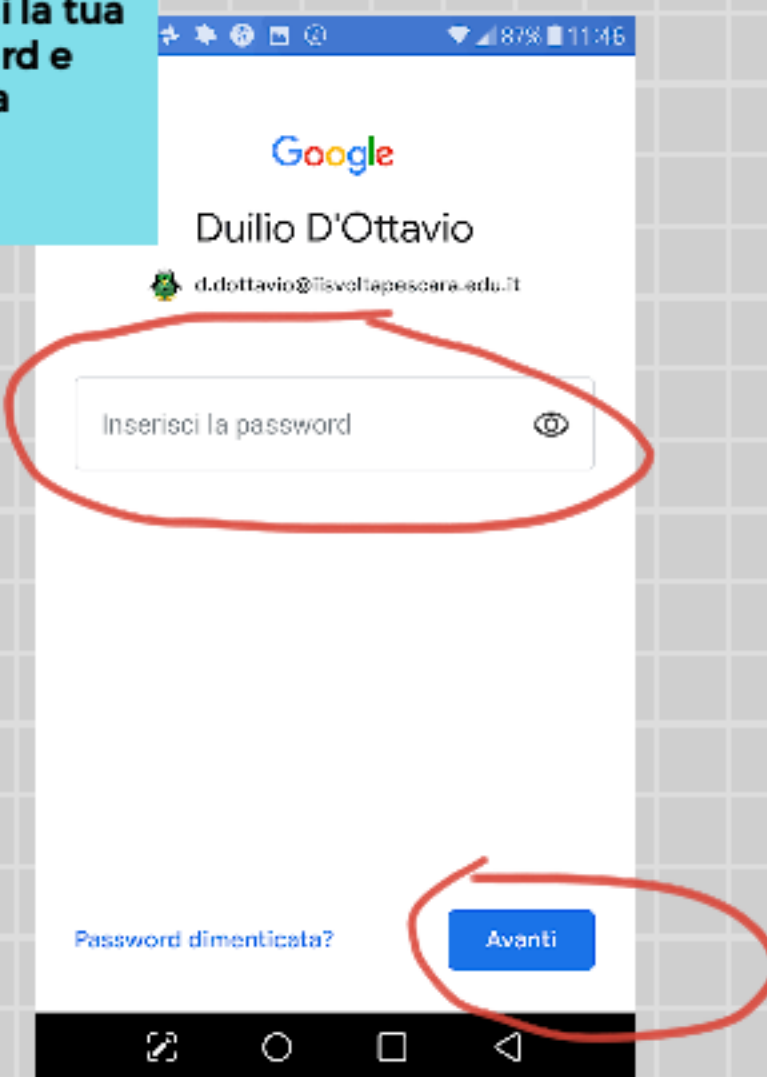 i la tua
rd e
a
87% 11:46
Google
Duilio D'Ottavio
d.dottavio@iisvoltapescara.edu.it
Inserisci la password
Password dimenticata?
Avanti